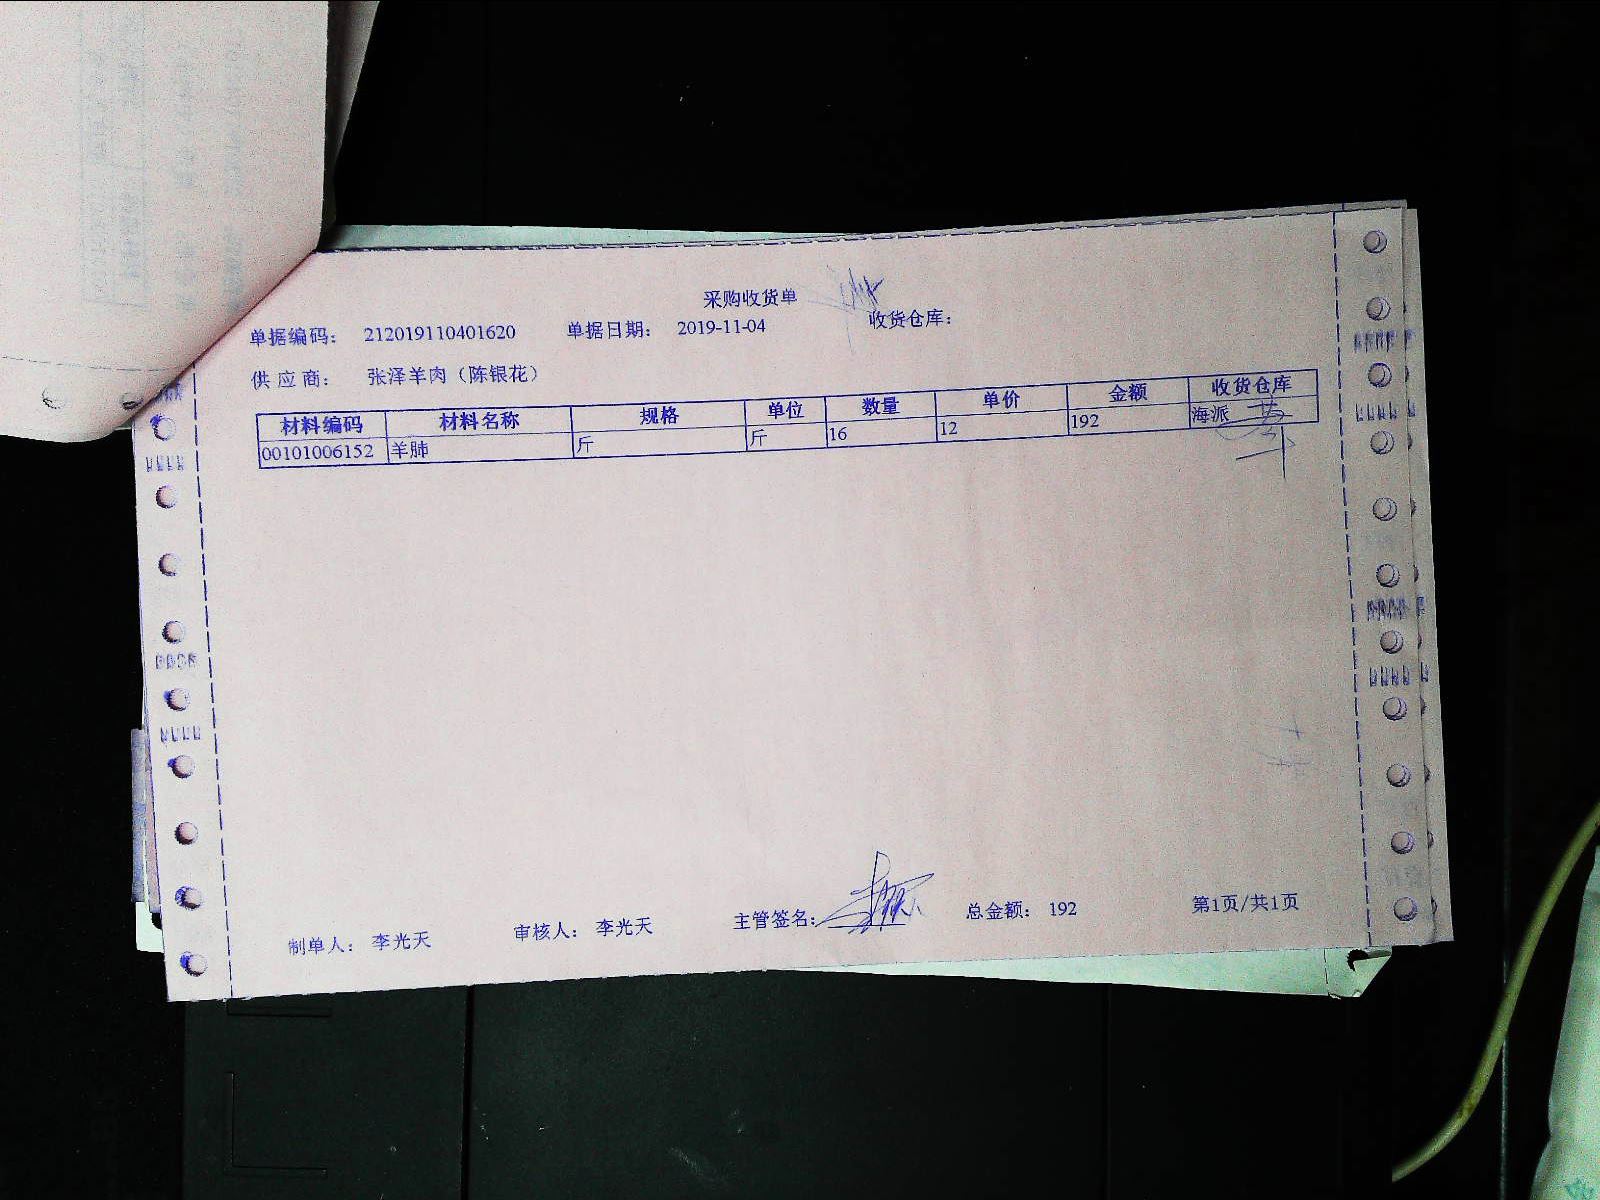 采购收货单
单据编码： 212019110401620 单据日期： 2019-11-04 收货仓库：
供应商： 张泽羊肉（陈银花）
材料编码 材料名称 规格 单位 数量 单价 金额 收货仓库
00101006152 羊肺 斤 斤 16 12 192 海派
制单人： 李光天 审核人： 李光天 主管签名： 总金额： 192 第1页/共1页